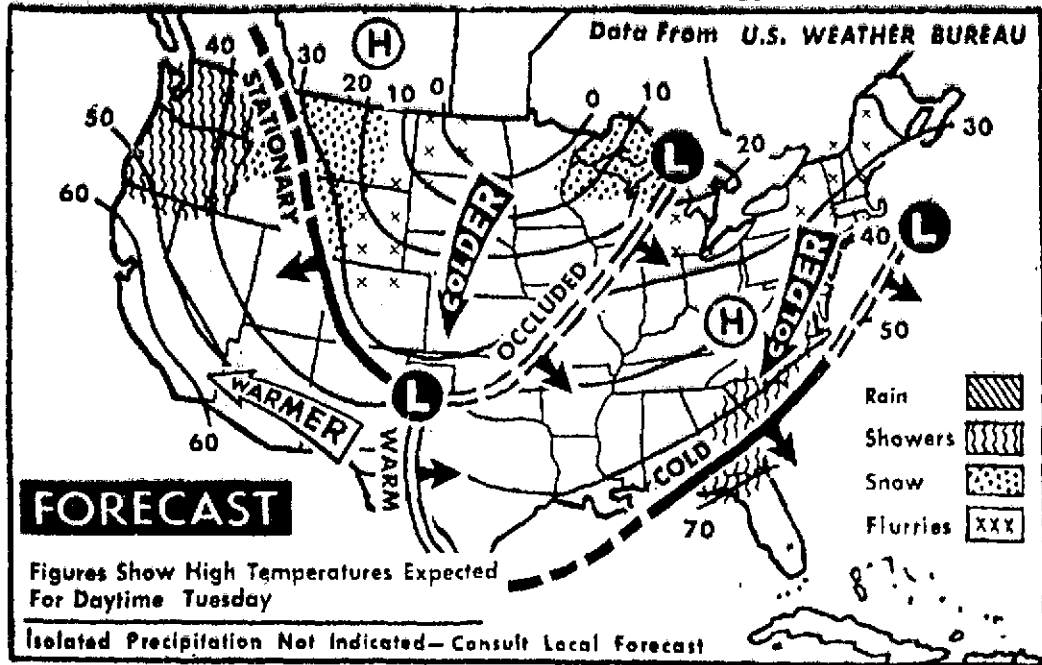 Data From U.S. WEATHER BUREAU
H
40
30
20
10
0
0
10
20
30
50
60
STATIONARY
L
COLDER
COLDER
40
L
OCCLUDED
H
50
WARMER
L
60
WARM
COLD
70
Rain
Showers
Snow
Flurries
XXX
FORECAST
Figures Show High Temperatures Expected
For Daytime Tuesday
Isolated Precipitation Not Indicated—Consult Local Forecast